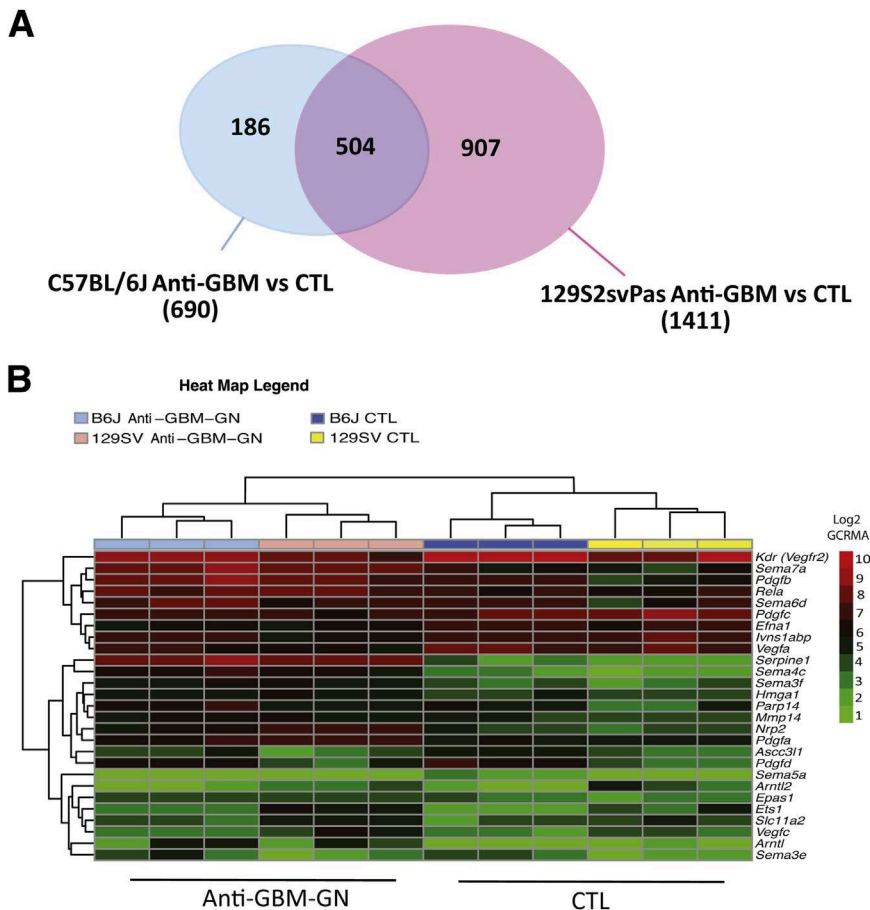 A
186
504
907
C57BL/6J Anti-GBM vs CTL
(690)
129S2svPas Anti-GBM vs CTL
(1411)
B
Heat Map Legend
B6J Anti–GBM–GN
B6J CTL
129SV Anti–GBM–GN
129SV CTL
Log2
GCRMA
10
9
8
7
6
5
4
3
2
1
Kdr (Vegfr2)
Sema7a
Pdgfb
Rela
Sema6d
Pdgfc
Efna1
Ivns1abp
Vegfa
Serpine1
Sema4c
Sema3f
Hmga1
Parp14
Mmp14
Nrp2
Pdgfa
Ascc3l1
Pdgfd
Sema5a
Arntl2
Epas1
Ets1
Slc11a2
Vegfc
Arntl
Sema3e
Anti-GBM-GN
CTL